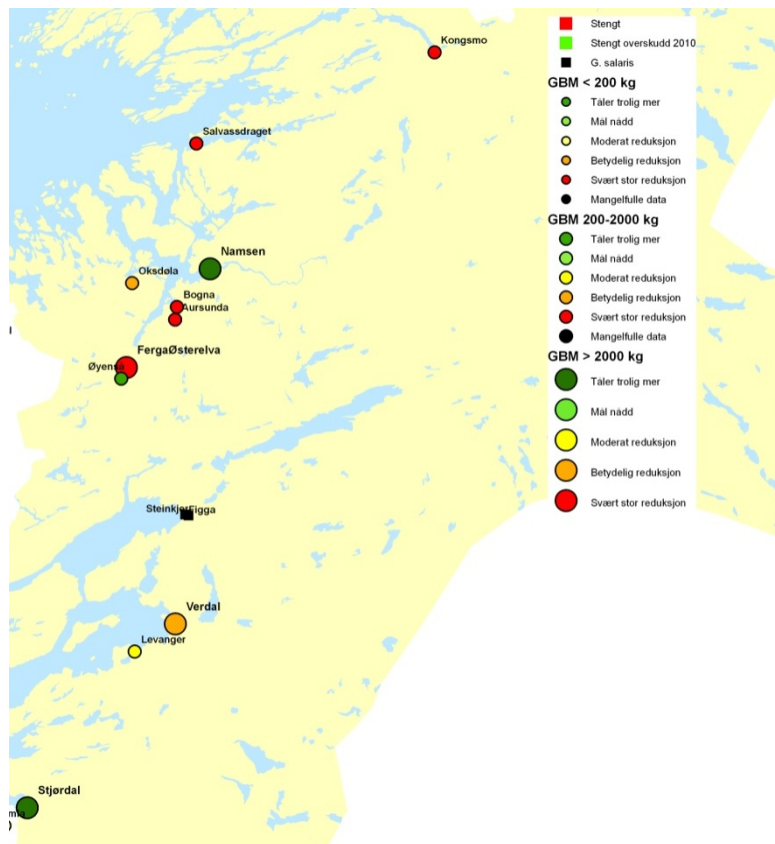 Kongsmo
Salvassdraget
Namsen
Oksdøla
Bogna
Aursunda
FergaØsterelva
Øyenså
Steinkjer Figga
Verdal
Levanger
Stjørdal
Stengt
Stengt overskudd 2010
G. salaris
GBM < 200 kg
Tåler trolig mer
Mål nådd
Moderat reduksjon
Betydelig reduksjon
Svært stor reduksjon
Mangelfulle data
GBM 200-2000 kg
Tåler trolig mer
Mål nådd
Moderat reduksjon
Betydelig reduksjon
Svært stor reduksjon
Mangelfulle data
GBM > 2000 kg
Tåler trolig mer
Mål nådd
Moderat reduksjon
Betydelig reduksjon
Svært stor reduksjon